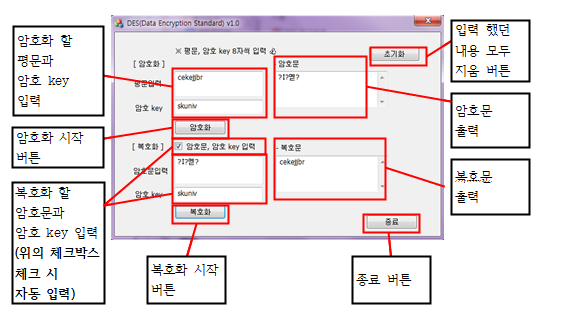 DES(Data Encryption Standard) v1.0
암호화 할
평문과
암호 key
입력
암호화 시작
버튼
복호화 할
암호문과
암호 key 입력
(위의 체크박스
체크 시
자동 입력)
※ 평문, 암호 key 8자씩 입력
초기화
[ 암호화 ]
평문입력
cekejjbr
암호 key
skuniv
암호화
암호문
[ 복호화 ]
암호문, 암호 key 입력
암호문입력
암호 key
skuniv
복호화
- 복호문
cekejjbr
종료
입력 했던
내용 모두
지움 버튼
암호문
출력
복호문
출력
복호화 시작
버튼
종료 버튼